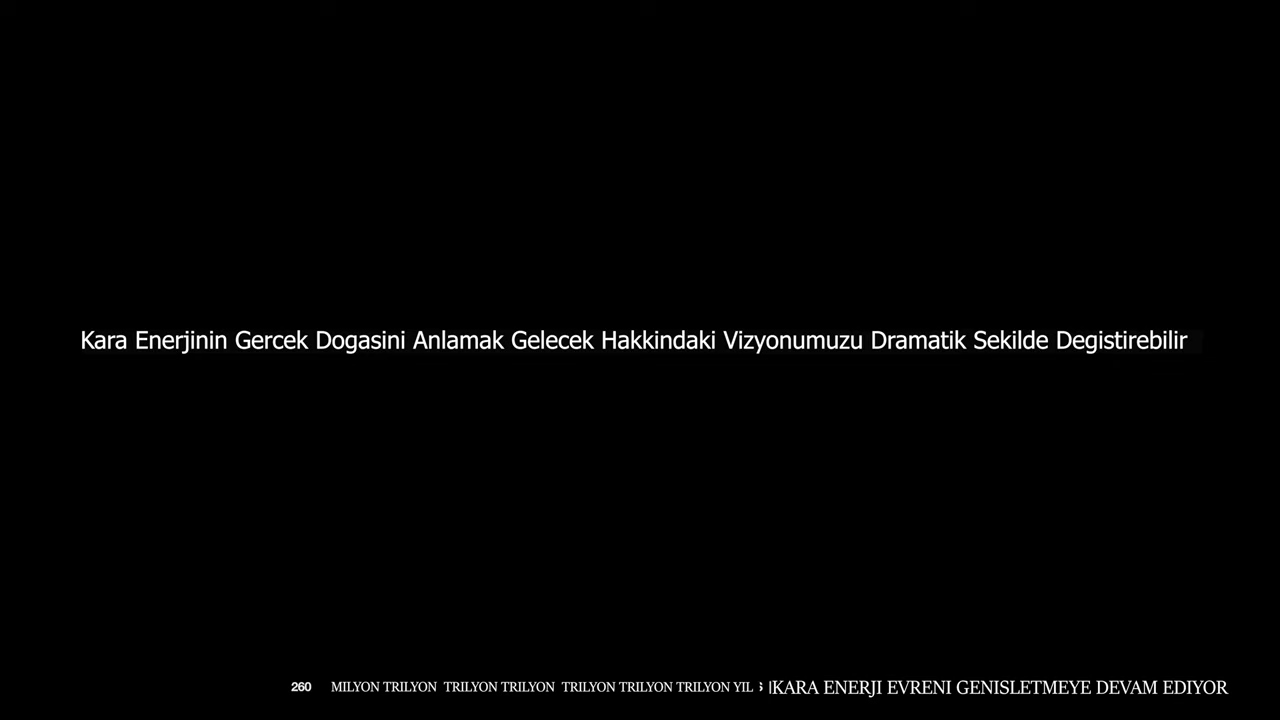 Kara Enerjinin Gercek Dogasini Anlamak Gelecek Hakkindaki Vizyonumuzu Dramatik Sekilde Degistirebilir
260 MILYON TRILYON TRILYON TRILYON TRILYON TRILYON TRILYON YIL KARA ENERJI EVRENI GENISLETMEYE DEVAM EDIYOR